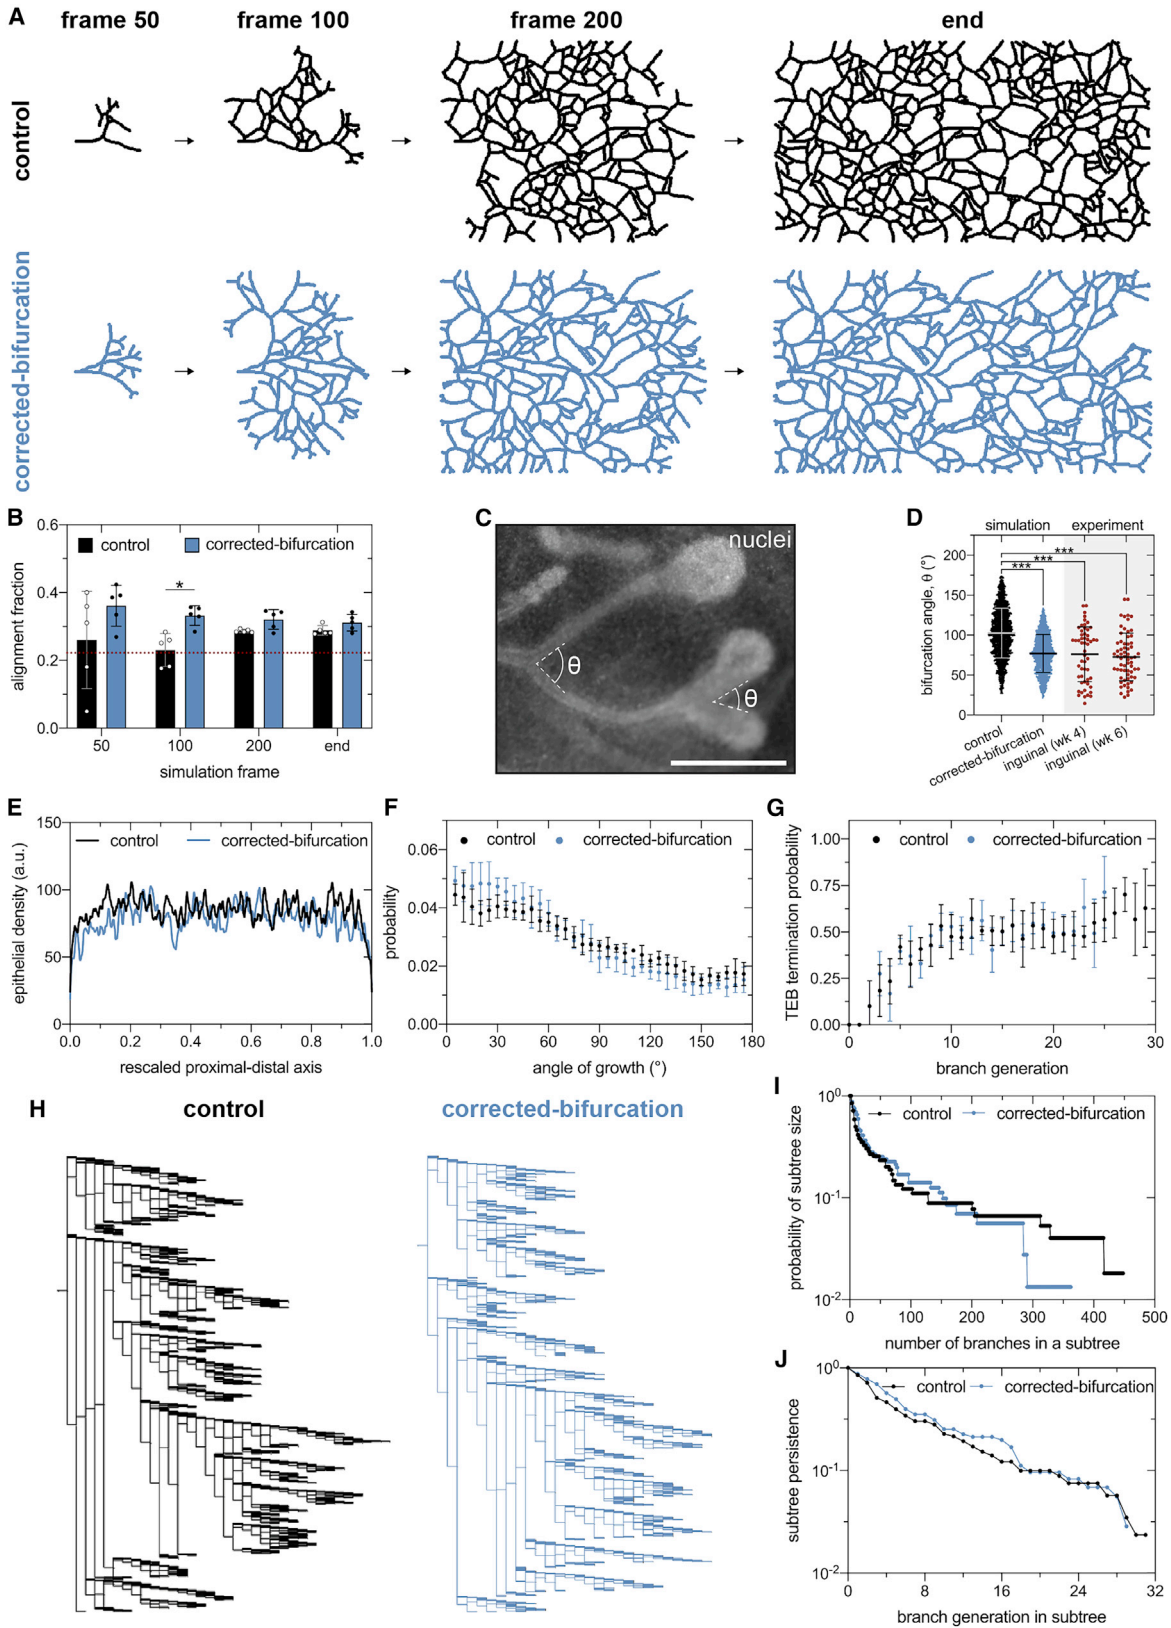 A
frame 50
frame 100
frame 200
end
control
corrected-bifurcation
B
0.6
0.4
0.2
0.0
alignment fraction
control
corrected-bifurcation
*
50
100
200
end
simulation frame
C
nuclei
θ
θ
D
simulation
experiment
***
***
***
200
150
100
50
0
bifurcation angle, θ (°)
control
corrected-bifurcation
inguinal (wk 4)
inguinal (wk 6)
E
150
100
50
0
epithelial density (a.u.)
control
corrected-bifurcation
0.0
0.2
0.4
0.6
0.8
1.0
rescaled proximal-distal axis
F
0.06
0.04
0.02
0.00
probability
control
corrected-bifurcation
0
30
60
90
120
150
180
angle of growth (°)
G
1.00
0.75
0.50
0.25
0.00
TEB termination probability
control
corrected-bifurcation
0
10
20
30
branch generation
H
control
corrected-bifurcation
I
10⁰
10⁻¹
10⁻²
probability of subtree size
control
corrected-bifurcation
0
100
200
300
400
500
number of branches in a subtree
J
10⁰
10⁻¹
10⁻²
subtree persistence
control
corrected-bifurcation
0
8
16
24
32
branch generation in subtree